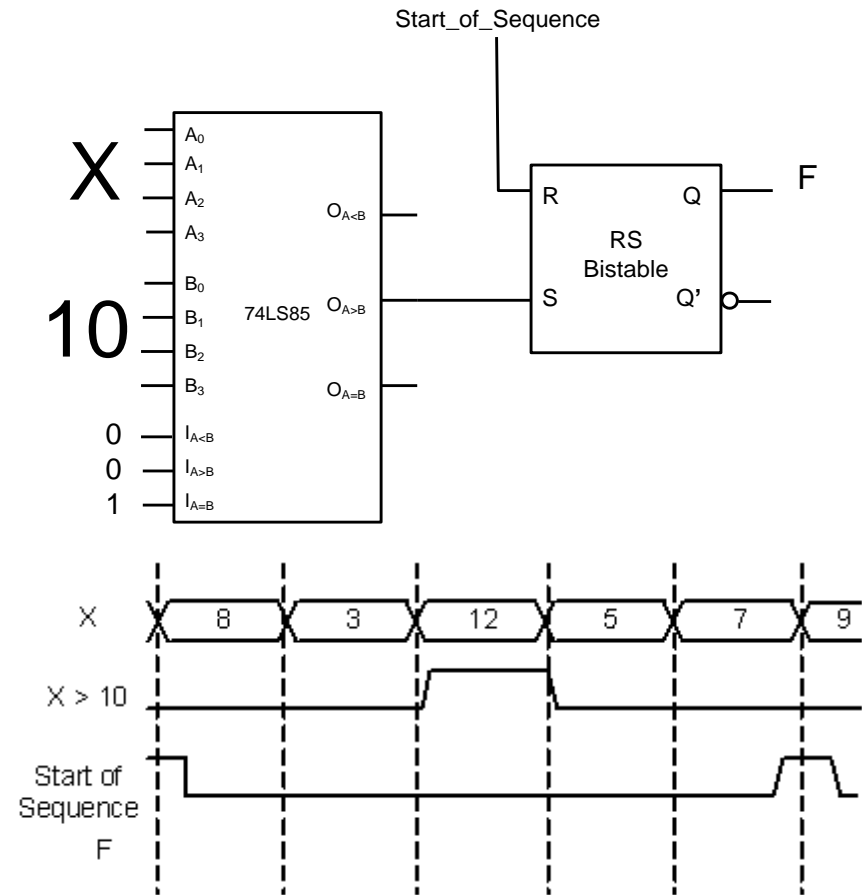 Start_of_Sequence
X
A0
A1
A2
A3
10
B0
B1
B2
B3
0 IA<B
0 IA>B
1 IA=B
74LS85
OA<B
OA>B
OA=B
R Q
RS
Bistable
S Q’
F
X 8 3 12 5 7 9
X > 10
Start of
Sequence
F